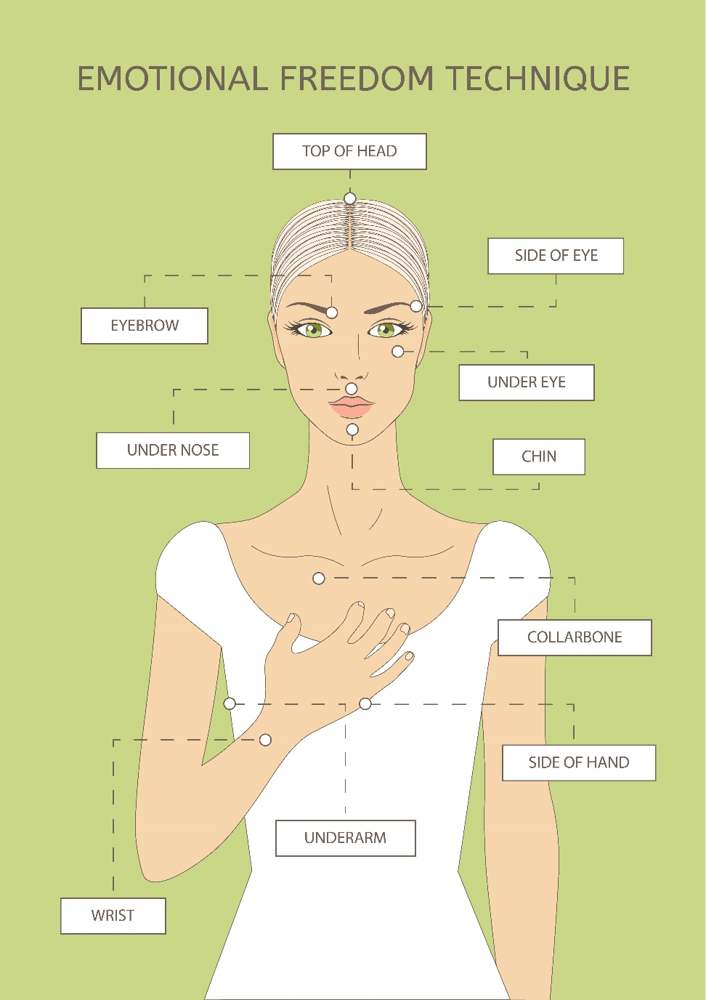 EMOTIONAL FREEDOM TECHNIQUE
TOP OF HEAD
SIDE OF EYE
EYEBROW
UNDER EYE
UNDER NOSE
CHIN
COLLARBONE
SIDE OF HAND
UNDERARM
WRIST